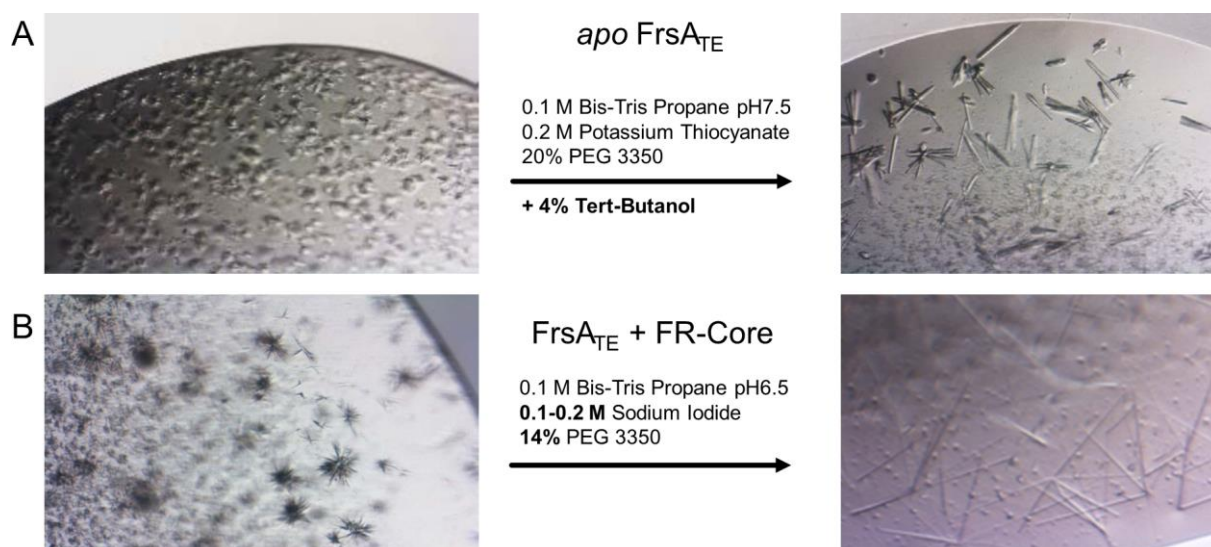 A
apo FrsATE
0.1 M Bis-Tris Propane pH7.5
0.2 M Potassium Thiocyanate
20% PEG 3350
+ 4% Tert-Butanol
B
FrsATE + FR-Core
0.1 M Bis-Tris Propane pH6.5
0.1-0.2 M Sodium Iodide
14% PEG 3350